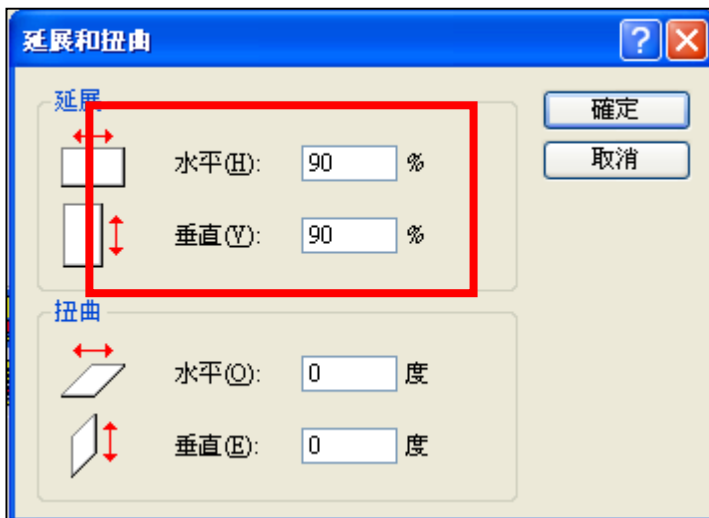 延展和扭曲
延展
水平(H): 90 %
垂直(V): 90 %
扭曲
水平(O): 0 度
垂直(E): 0 度
確定
取消